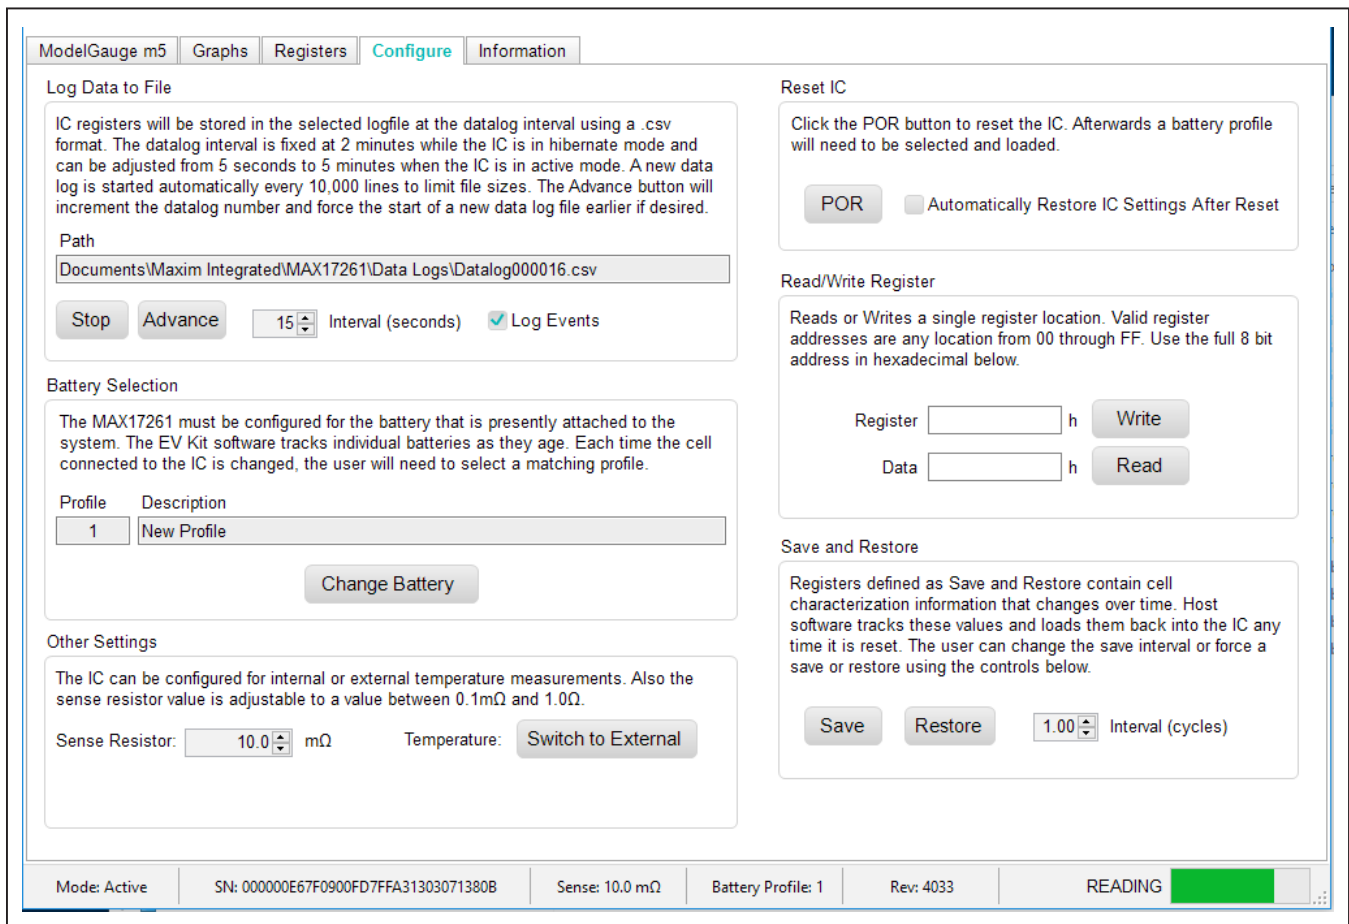 ModelGauge m5 Graphs Registers Configure Information
Log Data to File
IC registers will be stored in the selected logfile at the datalog interval using a .csv
format. The datalog interval is fixed at 2 minutes while the IC is in hibernate mode and
can be adjusted from 5 seconds to 5 minutes when the IC is in active mode. A new data
log is started automatically every 10,000 lines to limit file sizes. The Advance button will
increment the datalog number and force the start of a new data log file earlier if desired.
Path
Documents\Maxim Integrated\MAX17261\Data Logs\Datalog000016.csv
Stop Advance 15 Interval (seconds) Log Events
Battery Selection
The MAX17261 must be configured for the battery that is presently attached to the
system. The EV Kit software tracks individual batteries as they age. Each time the cell
connected to the IC is changed, the user will need to select a matching profile.
Profile Description
1 New Profile
Change Battery
Other Settings
The IC can be configured for internal or external temperature measurements. Also the
sense resistor value is adjustable to a value between 0.1mΩ and 1.0Ω.
Sense Resistor: 10.0 mΩ Temperature: Switch to External
Reset IC
Click the POR button to reset the IC. Afterwards a battery profile
will need to be selected and loaded.
POR Automatically Restore IC Settings After Reset
Read/Write Register
Reads or Writes a single register location. Valid register
addresses are any location from 00 through FF. Use the full 8 bit
address in hexadecimal below.
Register h Write
Data h Read
Save and Restore
Registers defined as Save and Restore contain cell
characterization information that changes over time. Host
software tracks these values and loads them back into the IC any
time it is reset. The user can change the save interval or force a
save or restore using the controls below.
Save Restore 1.00 Interval (cycles)
Mode: Active SN: 000000E67F0900FD7FFA31303071380B Sense: 10.0 mΩ Battery Profile: 1 Rev: 4033 READING